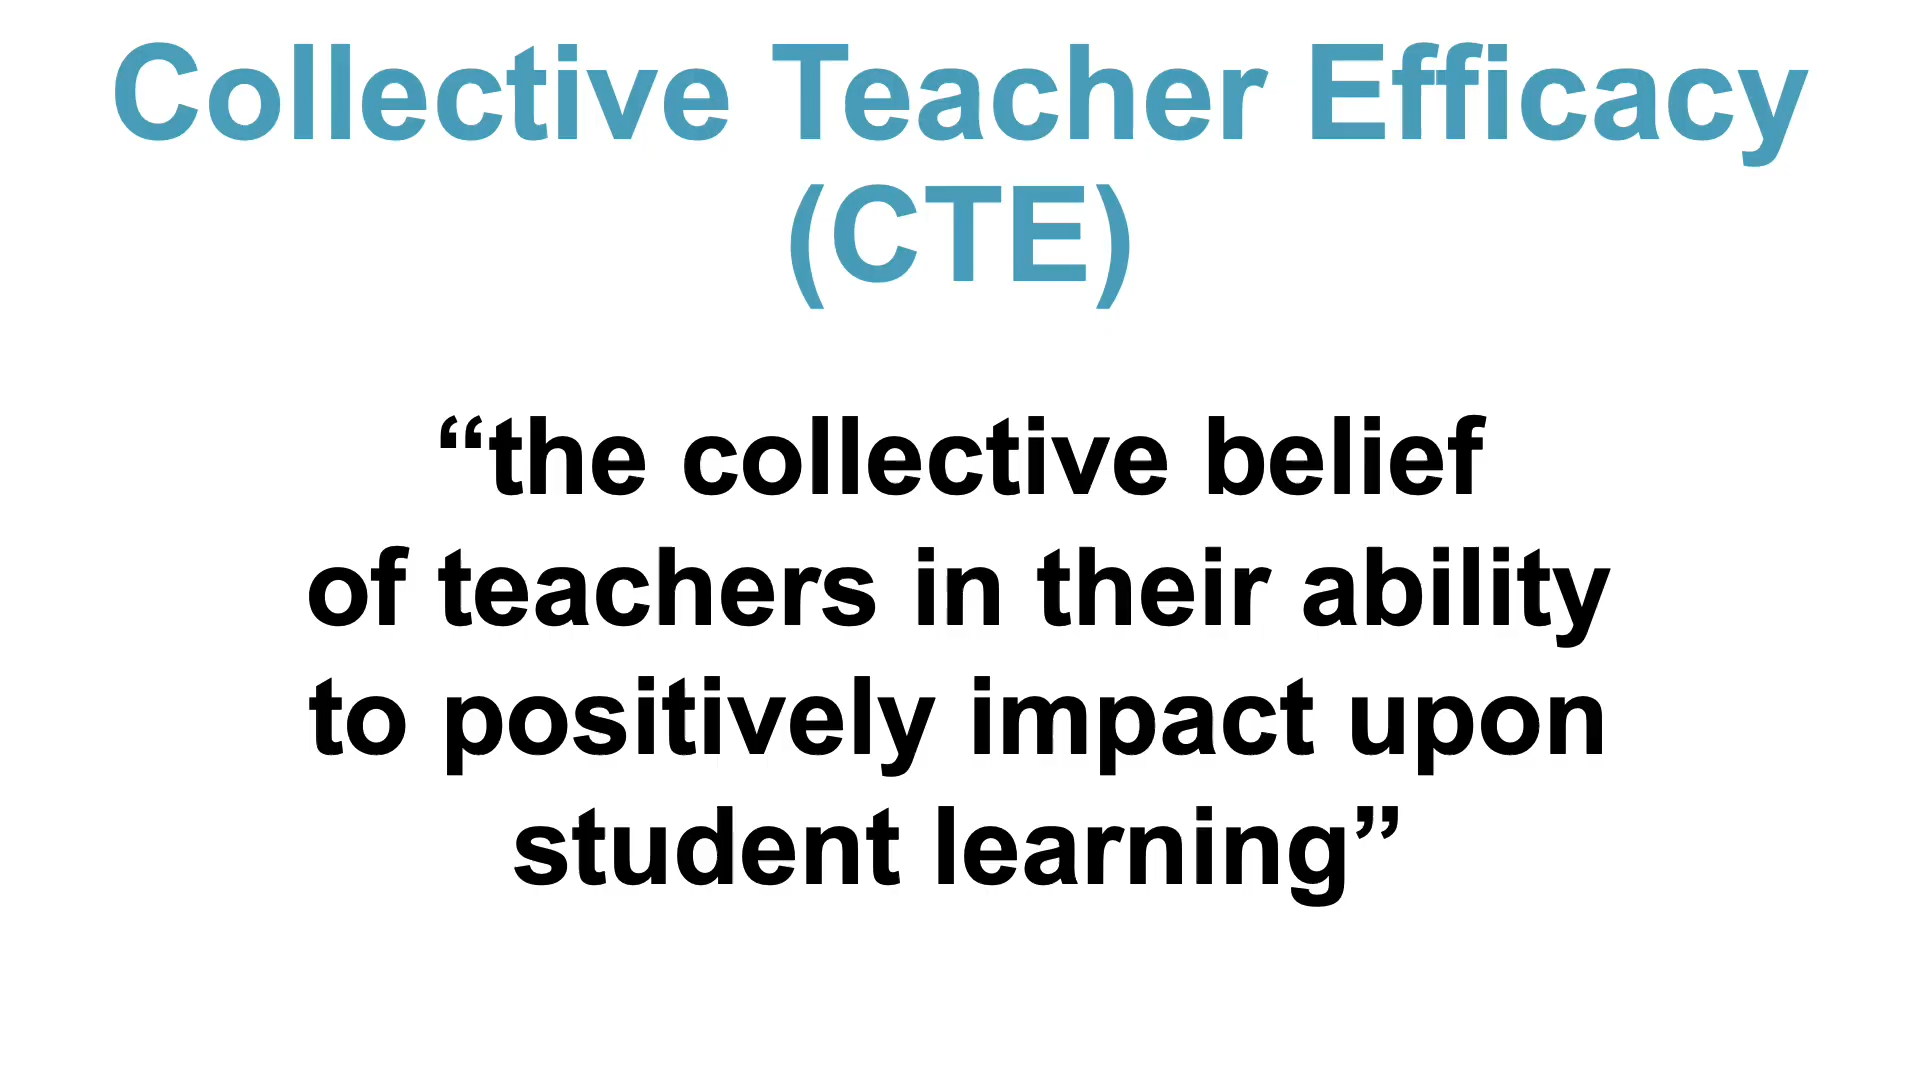 Collective Teacher Efficacy
(CTE)
“the collective belief
of teachers in their ability
to positively impact upon
student learning”